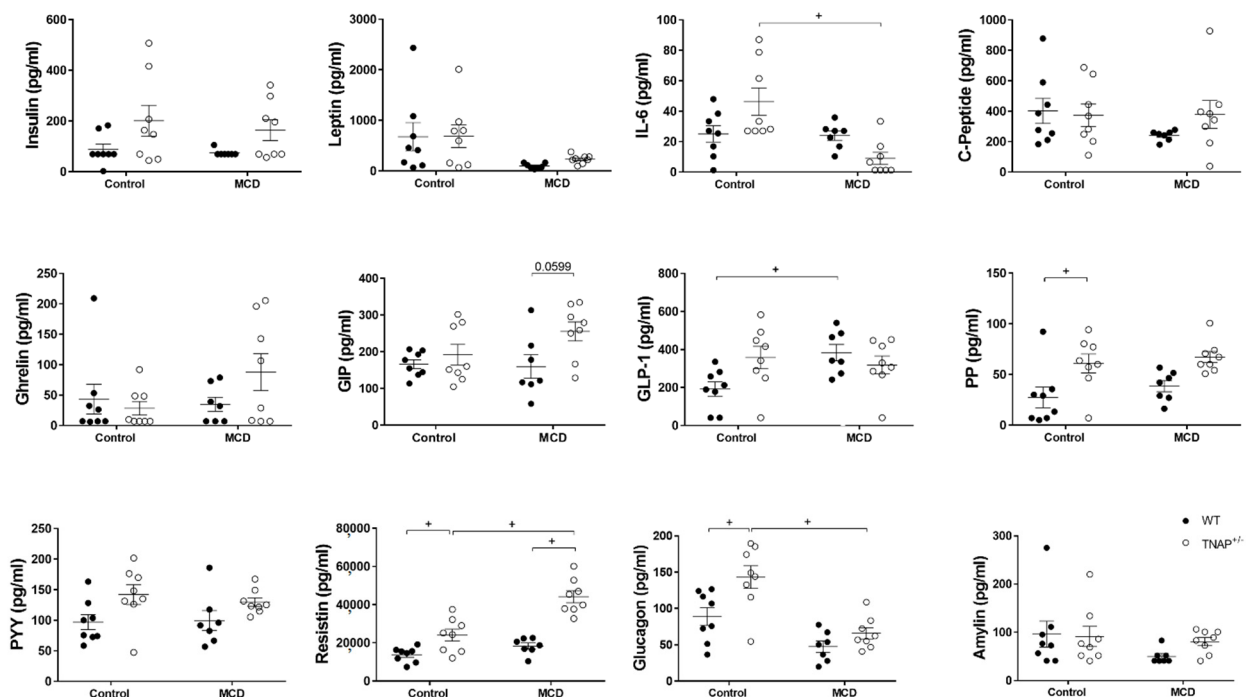 Insulin (pg/ml)
600
400
200
0
Control MCD
Leptin (pg/ml)
3000
2000
1000
0
Control MCD
IL-6 (pg/ml)
100
80
60
40
20
0
+
Control MCD
C-Peptide (pg/ml)
1000
800
600
400
200
0
Control MCD
Ghrelin (pg/ml)
250
200
150
100
50
0
Control MCD
GIP (pg/ml)
400
300
200
100
0
0.0599
Control MCD
GLP-1 (pg/ml)
800
600
400
200
0
+
Control MCD
PP (pg/ml)
150
100
50
0
+
Control MCD
PYY (pg/ml)
250
200
150
100
50
0
Control MCD
Resistin (pg/ml)
80000
60000
40000
20000
0
+ + +
Control MCD
Glucagon (pg/ml)
250
200
150
100
50
0
+ +
Control MCD
Amylin (pg/ml)
300
200
100
0
Control MCD
● WT
○ TNAP+/-